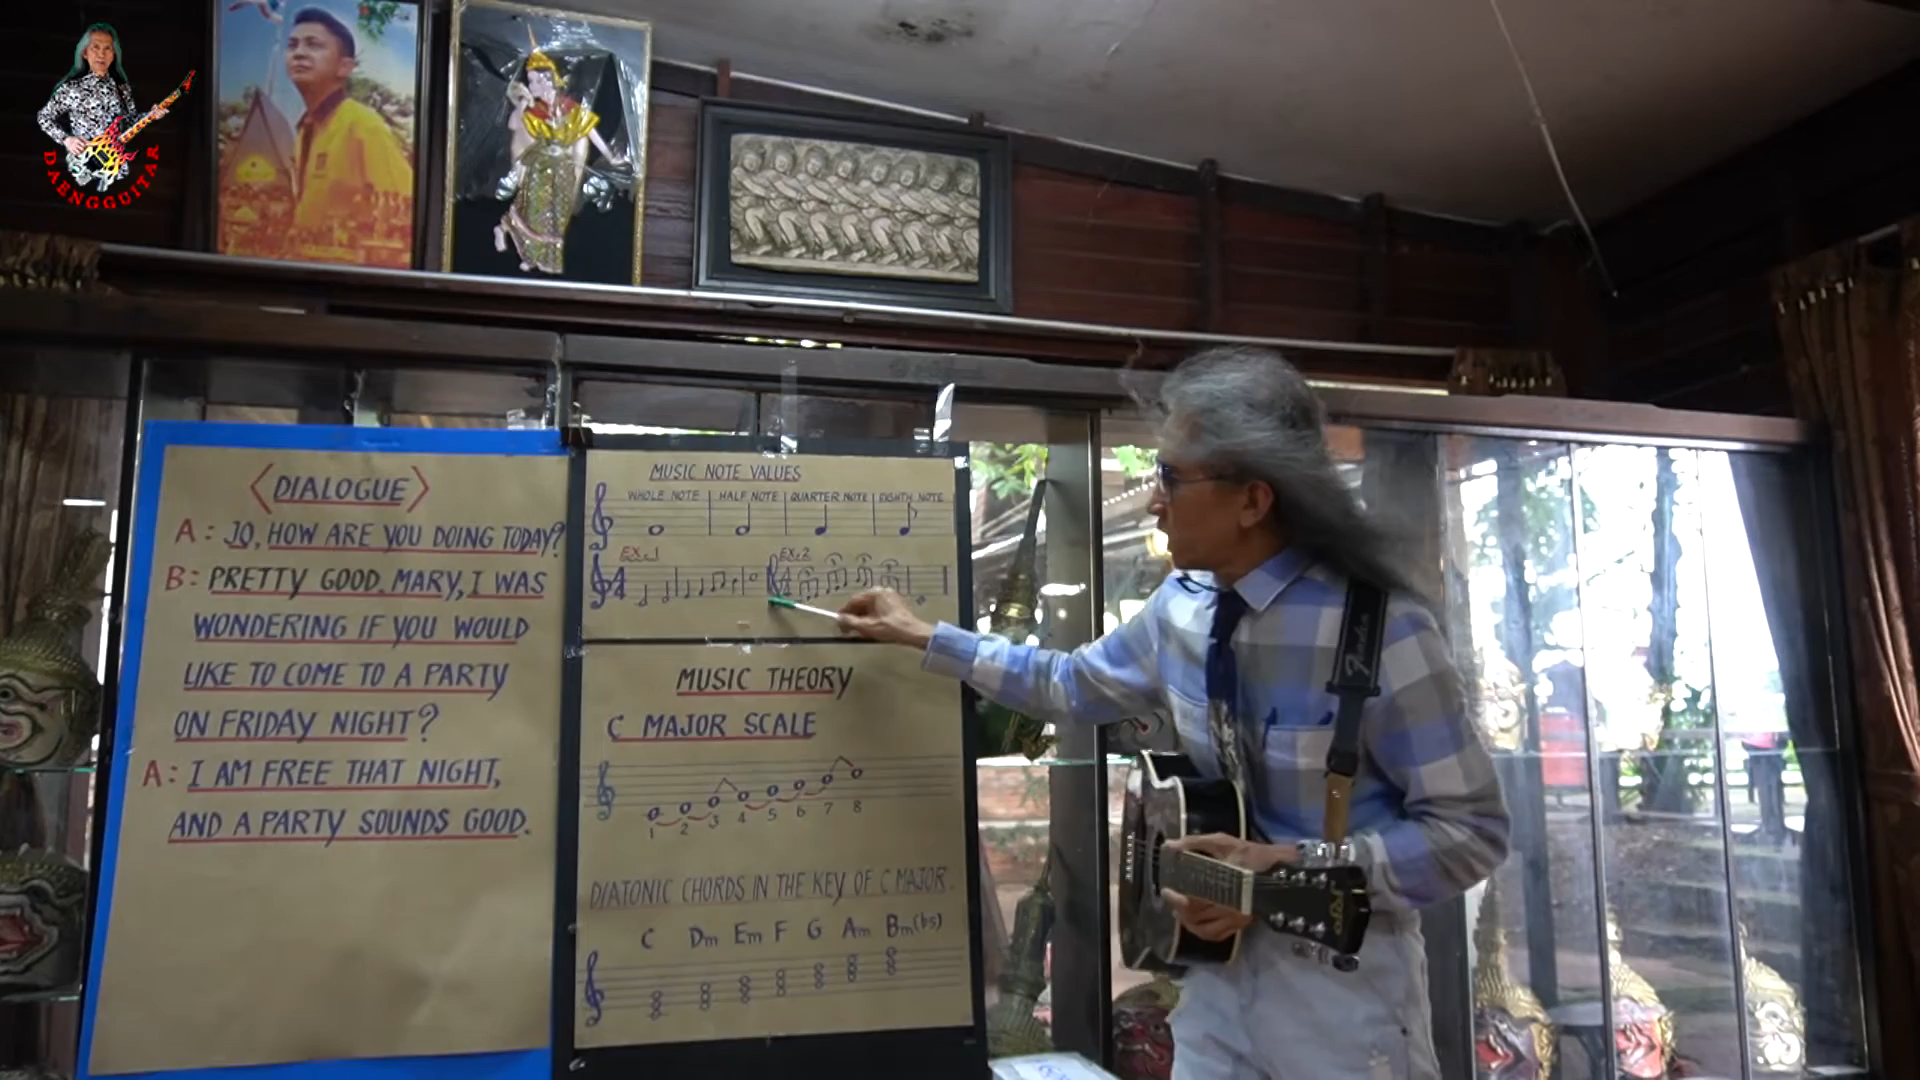 DAENGGUITAR
<DIALOGUE>
A: JO, HOW ARE YOU DOING TODAY?
B: PRETTY GOOD. MARY, I WAS
WONDERING IF YOU WOULD
LIKE TO COME TO A PARTY
ON FRIDAY NIGHT?
A: I AM FREE THAT NIGHT,
AND A PARTY SOUNDS GOOD.
MUSIC NOTE VALUES
WHOLE NOTE HALF NOTE QUARTER NOTE EIGHTH NOTE
EX.1 EX.2
MUSIC THEORY
C MAJOR SCALE
1 2 3 4 5 6 7 8
DIATONIC CHORDS IN THE KEY OF C MAJOR.
C Dm Em F G Am Bm(b5)
Fender